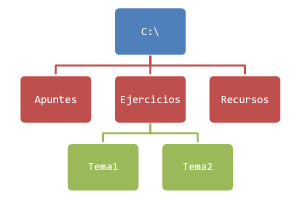 C:\
Apuntes
Ejercicios
Recursos
Tema1
Tema2